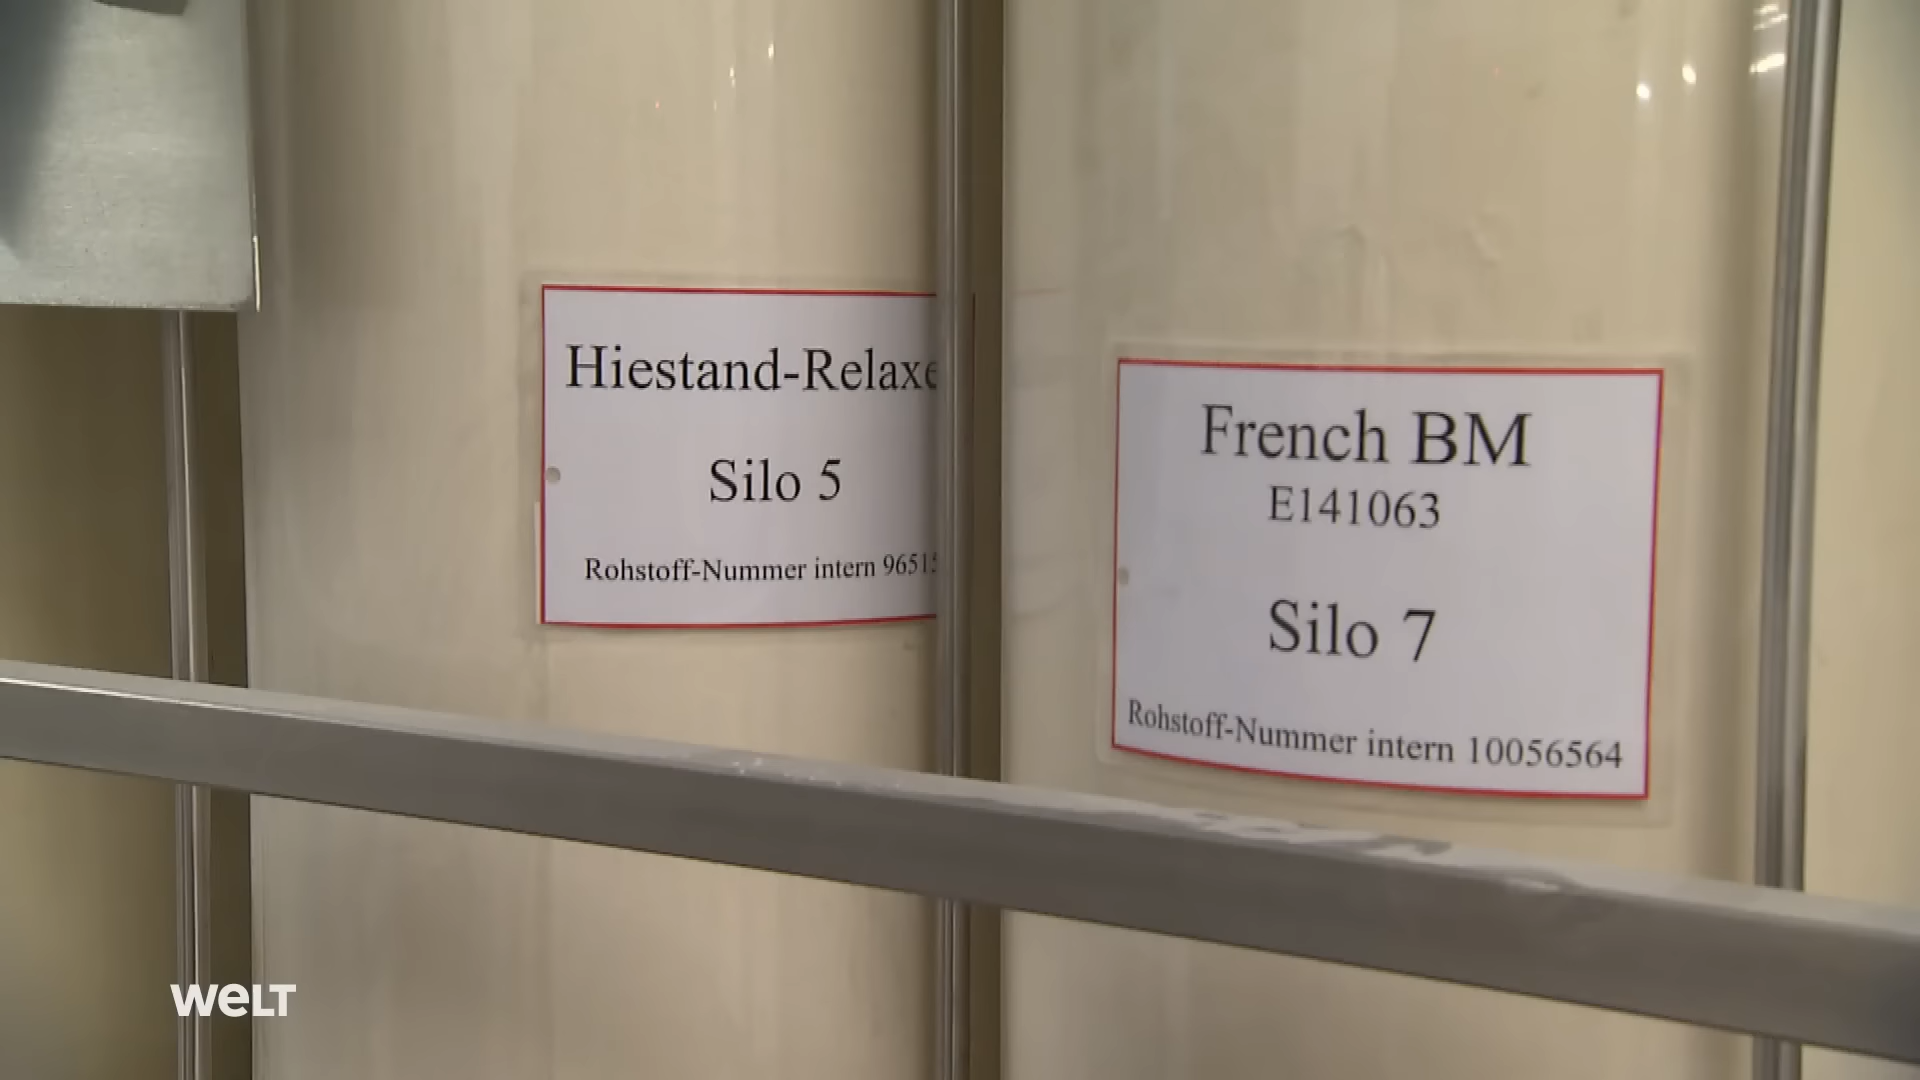 Hiestand-Relaxe
Silo 5
Rohstoff-Nummer intern 9651
French BM
E141063
Silo 7
Rohstoff-Nummer intern 10056564
WELT